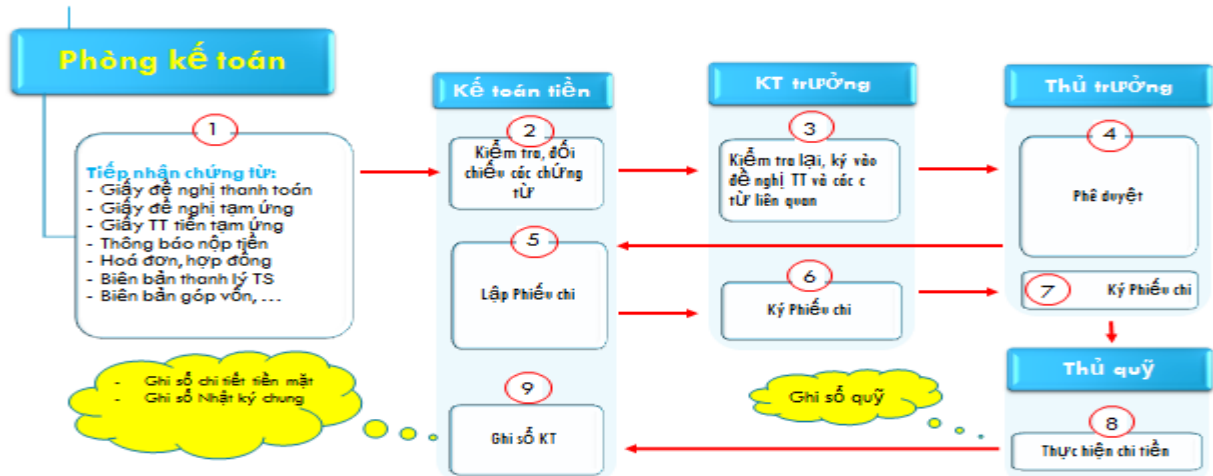 Phòng kế toán
Kế toán tiền
KT trưởng
Thủ trưởng
1
Tiếp nhận chứng từ:
- Giấy đề nghị thanh toán
- Giấy đề nghị tạm ứng
- Giấy TT tiền tạm ứng
- Thông báo nộp tiền
- Hoá đơn, hợp đồng
- Biên bản thanh lý TS
- Biên bản góp vốn, ...
2
Kiểm tra, đối
chiếu các chứng
từ
3
Kiểm tra lại, ký vào
đề nghị TT và các c
từ liên quan
4
Phê duyệt
5
Lập Phiếu chi
6
Ký Phiếu chi
7
Ký Phiếu chi
Thủ quỹ
8
Thực hiện chi tiền
Ghi sổ quỹ
9
Ghi sổ KT
- Ghi sổ chi tiết tiền mặt
- Ghi sổ Nhật ký chung